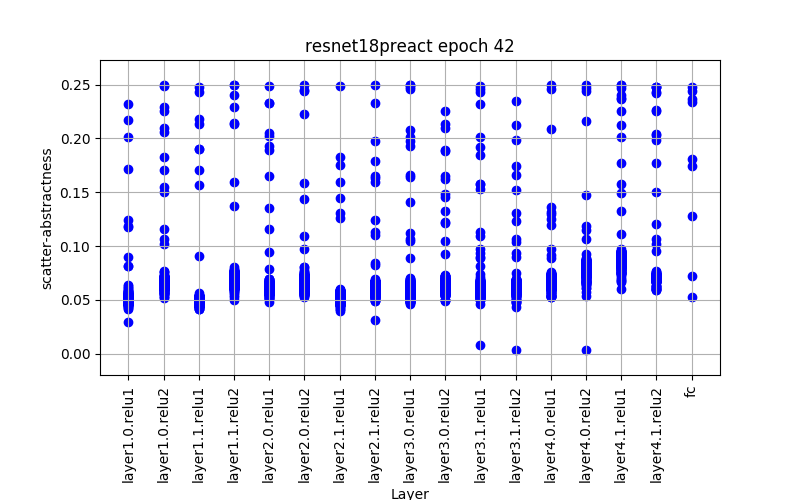 resnet18preact epoch 42
scatter-abstractness
0.25
0.20
0.15
0.10
0.05
0.00
layer1.0.relu1
layer1.0.relu2
layer1.1.relu1
layer1.1.relu2
layer2.0.relu1
layer2.0.relu2
layer2.1.relu1
layer2.1.relu2
layer3.0.relu1
layer3.0.relu2
layer3.1.relu1
layer3.1.relu2
layer4.0.relu1
layer4.0.relu2
layer4.1.relu1
layer4.1.relu2
fc
Layer